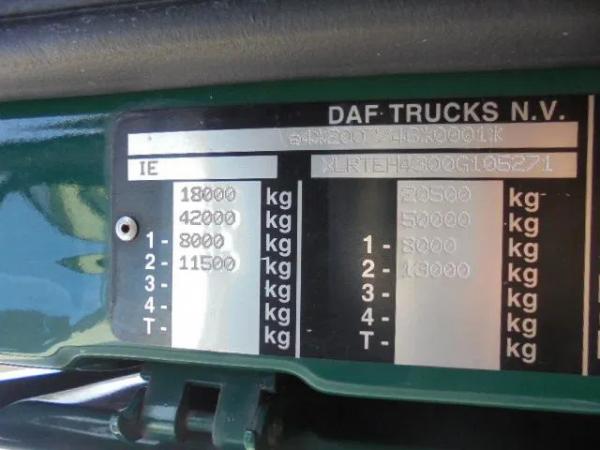 DAF TRUCKS N.V.
IE XLRTEH4300G105271
18000 kg 20500 kg
42000 kg 50000 kg
1- 8000 kg 1- 8000 kg
2- 11500 kg 2- 13000 kg
3- kg 3- kg
4- kg 4- kg
T- kg T- kg